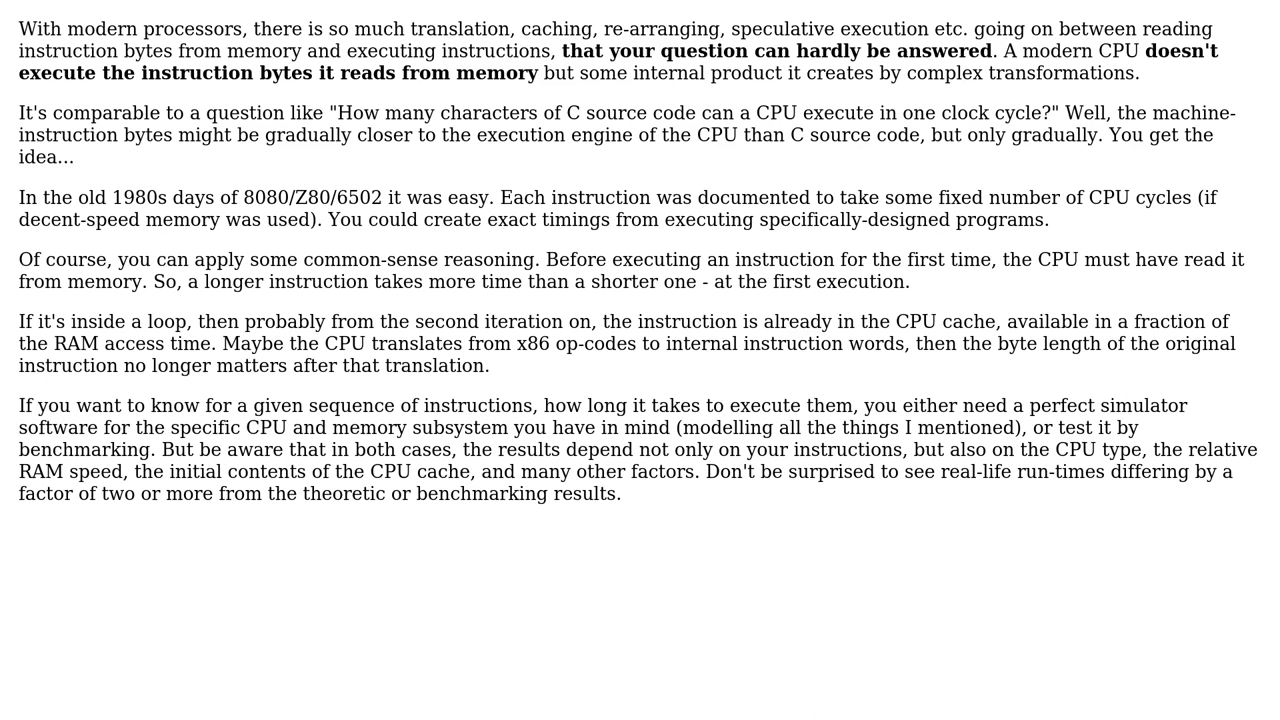 With modern processors, there is so much translation, caching, re-arranging, speculative execution etc. going on between reading
instruction bytes from memory and executing instructions, that your question can hardly be answered. A modern CPU doesn't
execute the instruction bytes it reads from memory but some internal product it creates by complex transformations.
It's comparable to a question like "How many characters of C source code can a CPU execute in one clock cycle?" Well, the machine-
instruction bytes might be gradually closer to the execution engine of the CPU than C source code, but only gradually. You get the
idea...
In the old 1980s days of 8080/Z80/6502 it was easy. Each instruction was documented to take some fixed number of CPU cycles (if
decent-speed memory was used). You could create exact timings from executing specifically-designed programs.
Of course, you can apply some common-sense reasoning. Before executing an instruction for the first time, the CPU must have read it
from memory. So, a longer instruction takes more time than a shorter one - at the first execution.
If it's inside a loop, then probably from the second iteration on, the instruction is already in the CPU cache, available in a fraction of
the RAM access time. Maybe the CPU translates from x86 op-codes to internal instruction words, then the byte length of the original
instruction no longer matters after that translation.
If you want to know for a given sequence of instructions, how long it takes to execute them, you either need a perfect simulator
software for the specific CPU and memory subsystem you have in mind (modelling all the things I mentioned), or test it by
benchmarking. But be aware that in both cases, the results depend not only on your instructions, but also on the CPU type, the relative
RAM speed, the initial contents of the CPU cache, and many other factors. Don't be surprised to see real-life run-times differing by a
factor of two or more from the theoretic or benchmarking results.